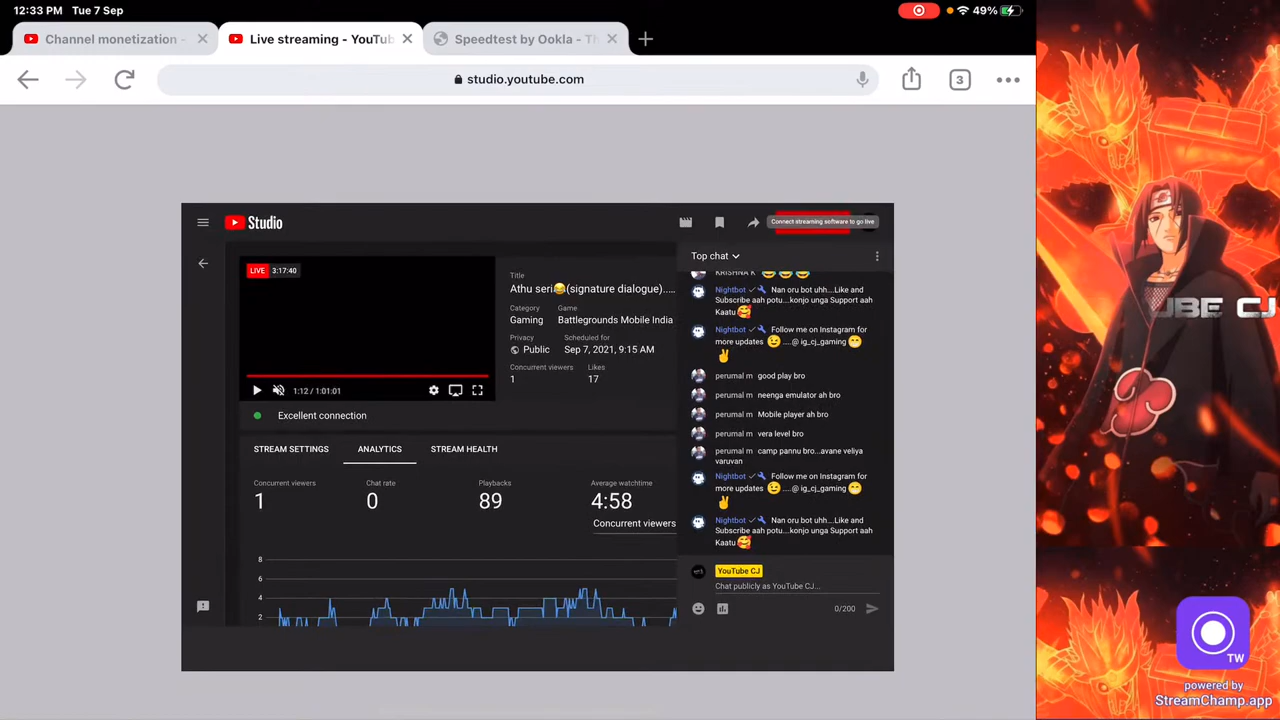 12:33 PM Tue 7 Sep
49%
Channel monetization -
Live streaming - YouTub
Speedtest by Ookla - Th
studio.youtube.com
3
Studio
Connect streaming software to go live
LIVE 3:17:40
1:12 / 1:01:01
Excellent connection
Title
Athu seri😂(signature dialogue).....
Category
Game
Gaming
Battlegrounds Mobile India
Privacy
Scheduled for
Public
Sep 7, 2021, 9:15 AM
Concurrent viewers
Likes
1
17
STREAM SETTINGS
ANALYTICS
STREAM HEALTH
Concurrent viewers
Chat rate
Playbacks
Average watchtime
1
0
89
4:58
Concurrent viewers
8
6
4
2
Top chat
KRISHNA K 😂😂😂
Nightbot Nan oru bot uhh....Like and
Subscribe aah potu...konjo unga Support aah
Kaatu 🥰
Nightbot Follow me on Instagram for
more updates 😉 ....@ ig_cj_gaming 😁
✌
perumal m good play bro
perumal m neenga emulator ah bro
perumal m Mobile player ah bro
perumal m vera level bro
perumal m camp pannu bro...avane veliya
varuvan
Nightbot Follow me on Instagram for
more updates 😉 ....@ ig_cj_gaming 😁
✌
Nightbot Nan oru bot uhh....Like and
Subscribe aah potu...konjo unga Support aah
Kaatu 🥰
YouTube CJ
Chat publicly as YouTube CJ...
0/200
UBE CJ
TW
powered by
StreamChamp.app